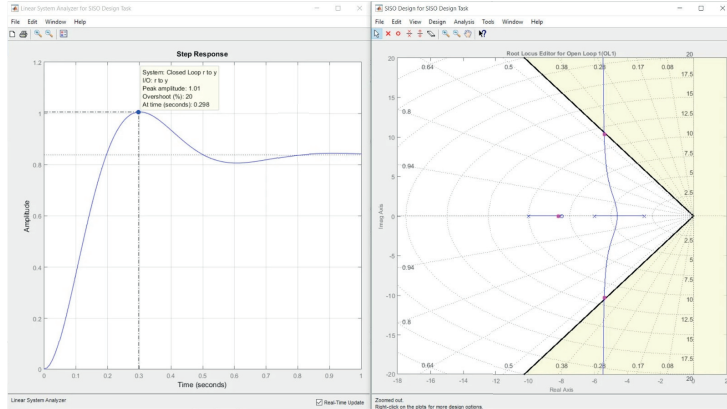 Linear System Analyzer for SISO Design Task
File Edit Window Help
Step Response
System: Closed Loop r to y
I/O: r to y
Peak amplitude: 1.01
Overshoot (%): 20
At time (seconds): 0.298
1.2
1
0.8
0.6
0.4
0.2
0
Amplitude
0 0.1 0.2 0.3 0.4 0.5 0.6 0.7 0.8 0.9 1
Time (seconds)
Linear System Analyzer
Real-Time Update
SISO Design for SISO Design Task
File Edit View Design Analysis Tools Window Help
Root Locus Editor for Open Loop 1(OL1)
20
15
10
5
0
-5
-10
-15
-20
Imag Axis
0.64 0.5 0.38 0.28 0.17 0.08
0.8
0.94
0.94
0.8
0.64 0.5 0.38 0.28 0.17 0.08
20
17.5
15
12.5
10
7.5
5
2.5
2.5
5
7.5
10
12.5
15
17.5
20
-18 -16 -14 -12 -10 -8 -6 -4 -2 0
Real Axis
Zoomed out.
Right-click on the plots for more design options.